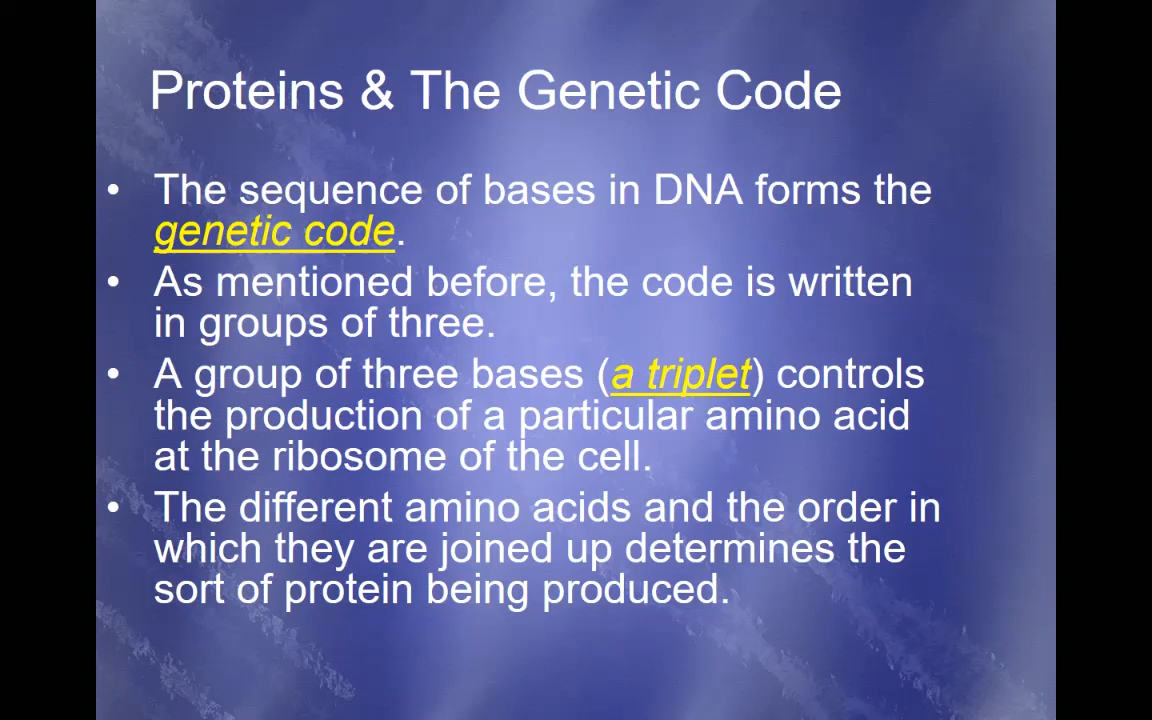 Proteins & The Genetic Code
• The sequence of bases in DNA forms the
genetic code.
• As mentioned before, the code is written
in groups of three.
• A group of three bases (a triplet) controls
the production of a particular amino acid
at the ribosome of the cell.
• The different amino acids and the order in
which they are joined up determines the
sort of protein being produced.